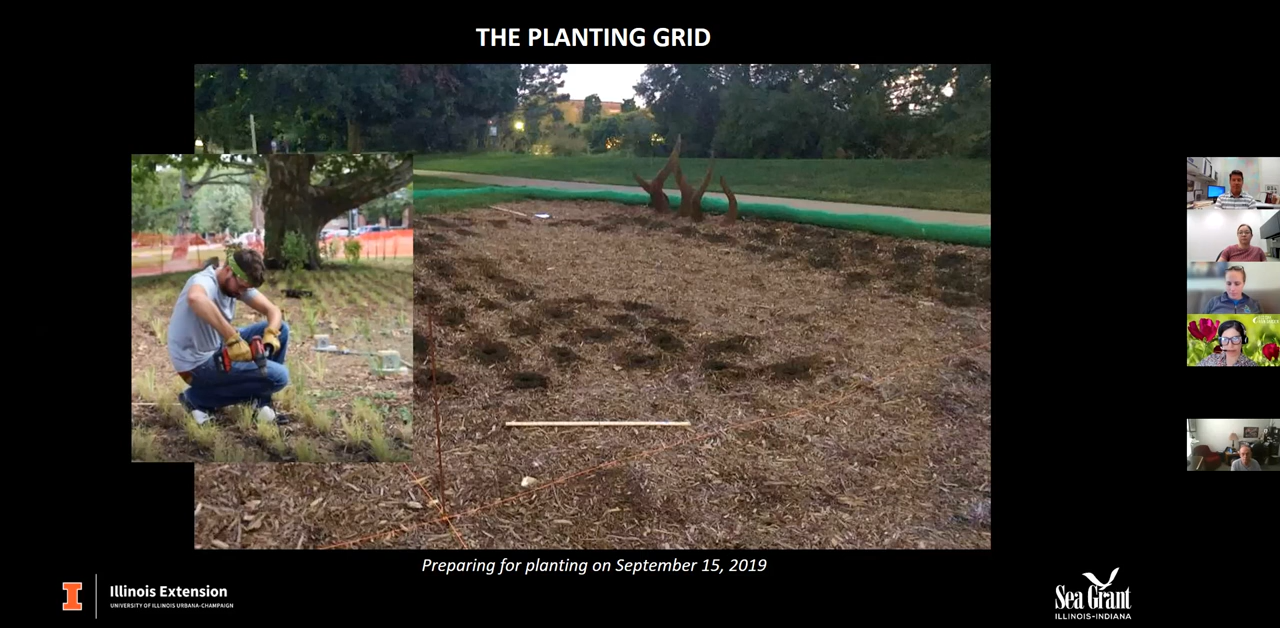 THE PLANTING GRID
Preparing for planting on September 15, 2019
I
Illinois Extension
UNIVERSITY OF ILLINOIS URBANA-CHAMPAIGN
Sea Grant
ILLINOIS-INDIANA